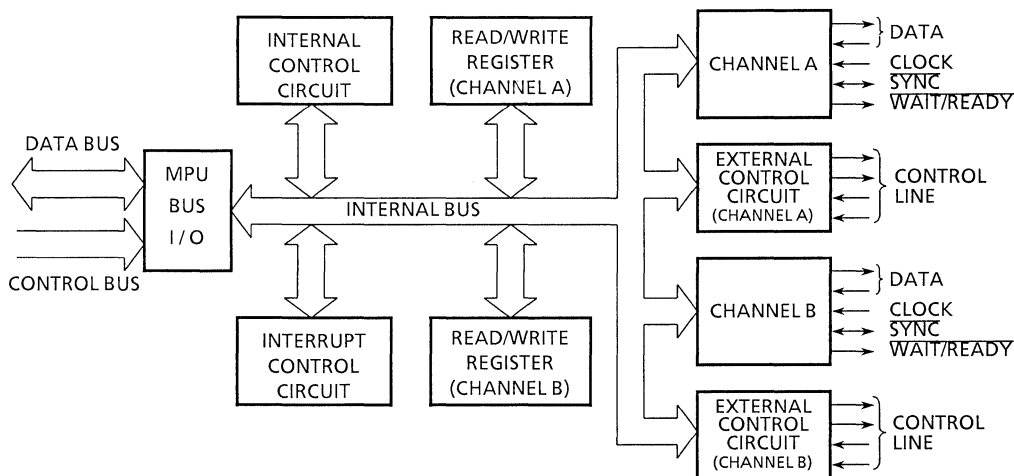 INTERNAL
CONTROL
CIRCUIT
READ/WRITE
REGISTER
(CHANNEL A)
CHANNEL A
DATA
CLOCK
SYNC
WAIT/READY
DATA BUS
MPU
BUS
I/O
CONTROL BUS
INTERNAL BUS
EXTERNAL
CONTROL
CIRCUIT
(CHANNEL A)
CONTROL
LINE
INTERRUPT
CONTROL
CIRCUIT
READ/WRITE
REGISTER
(CHANNEL B)
CHANNEL B
DATA
CLOCK
SYNC
WAIT/READY
EXTERNAL
CONTROL
CIRCUIT
(CHANNEL B)
CONTROL
LINE